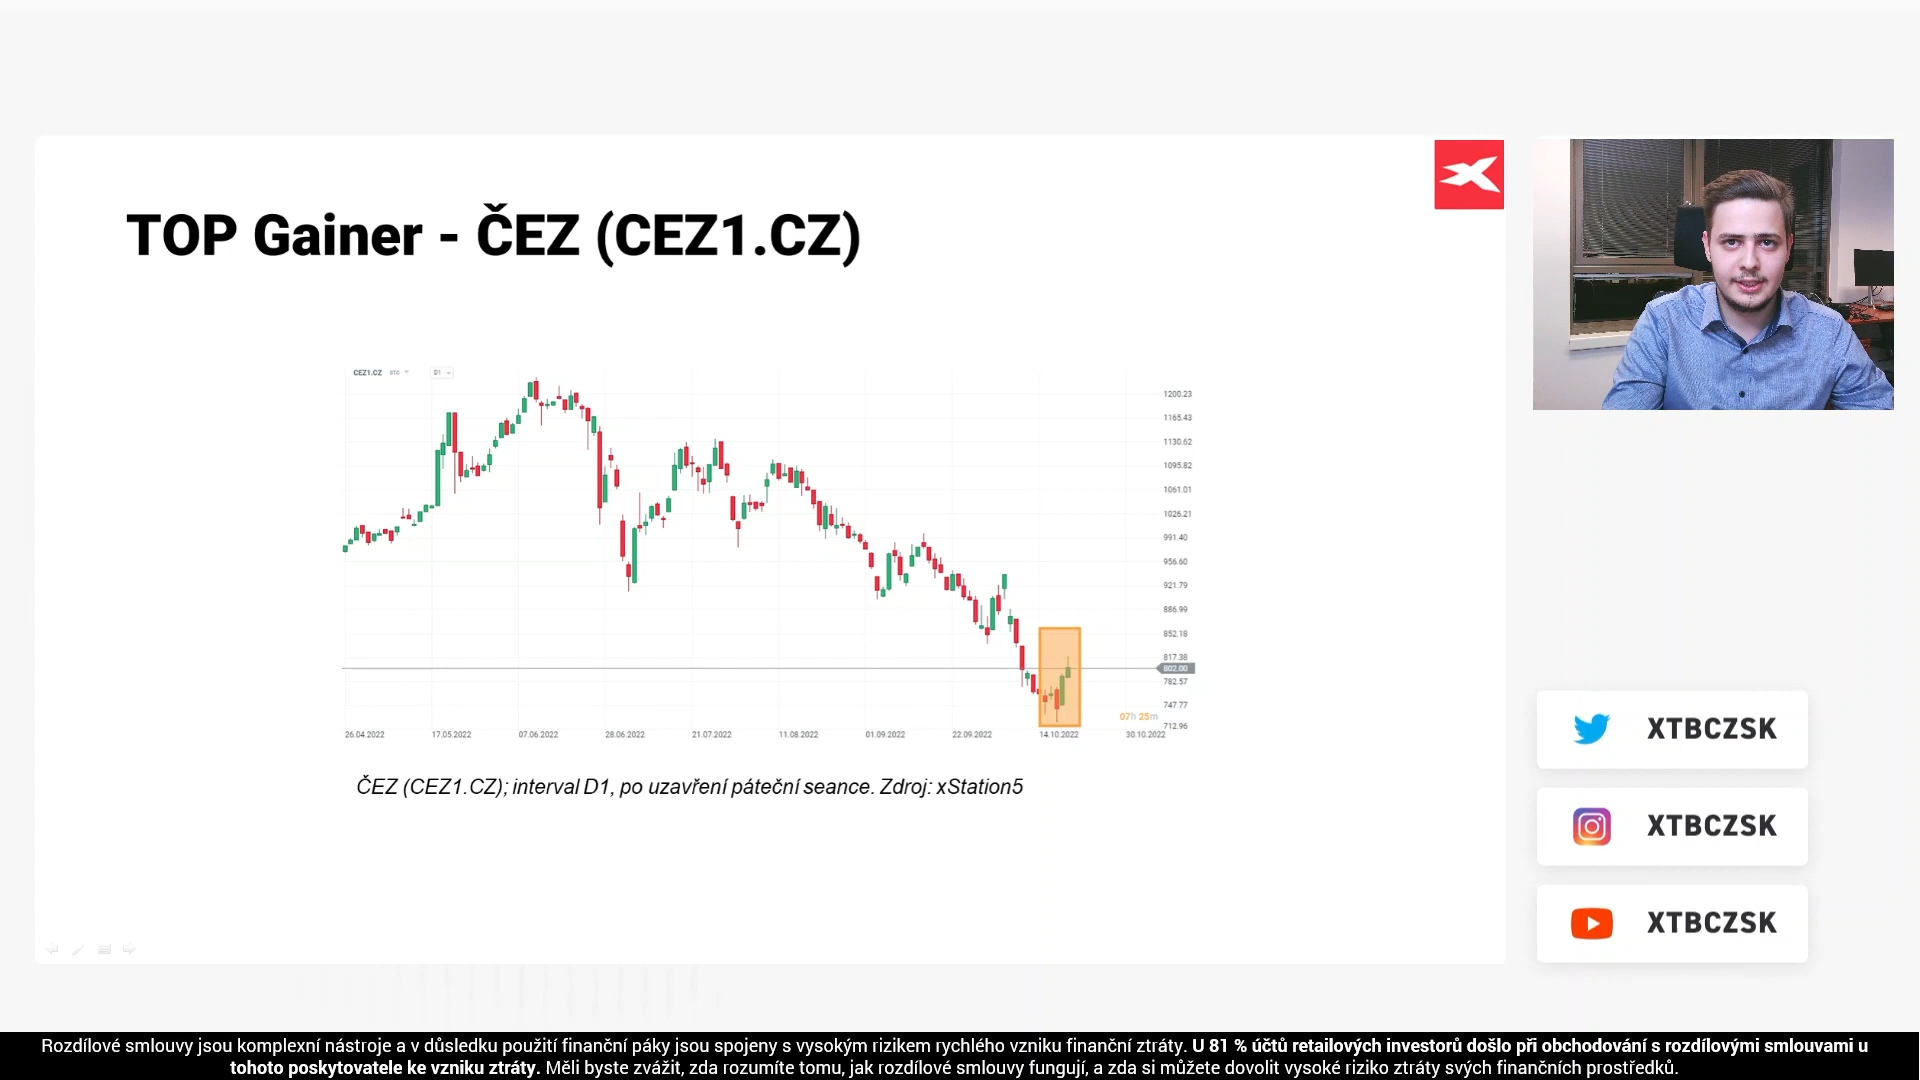 TOP Gainer - ČEZ (CEZ1.CZ)
CEZ1.CZ STC D1
1200.23
1165.43
1130.62
1095.82
1061.01
1026.21
991.40
956.60
921.79
886.99
852.18
817.38
802.00
782.57
747.77
712.96
07h 25m
26.04.2022 17.05.2022 07.06.2022 28.06.2022 21.07.2022 11.08.2022 01.09.2022 22.09.2022 14.10.2022 30.10.2022
ČEZ (CEZ1.CZ); interval D1, po uzavření páteční seance. Zdroj: xStation5
XTBCZSK
XTBCZSK
XTBCZSK
Rozdílové smlouvy jsou komplexní nástroje a v důsledku použití finanční páky jsou spojeny s vysokým rizikem rychlého vzniku finanční ztráty. U 81 % účtů retailových investorů došlo při obchodování s rozdílovými smlouvami u
tohoto poskytovatele ke vzniku ztráty. Měli byste zvážit, zda rozumíte tomu, jak rozdílové smlouvy fungují, a zda si můžete dovolit vysoké riziko ztráty svých finančních prostředků.